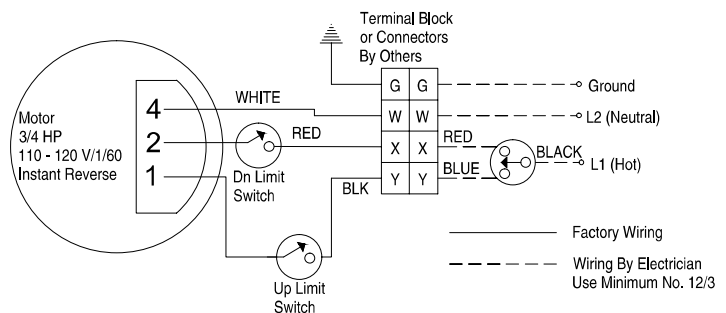 Terminal Block
or Connectors
By Others
G G
Ground
WHITE
W W
L2 (Neutral)
Motor
3/4 HP
110 - 120 V/1/60
Instant Reverse
4
2
1
RED
X X
RED
BLACK
L1 (Hot)
Dn Limit
Switch
BLK
Y Y
BLUE
Up Limit
Switch
Factory Wiring
Wiring By Electrician
Use Minimum No. 12/3